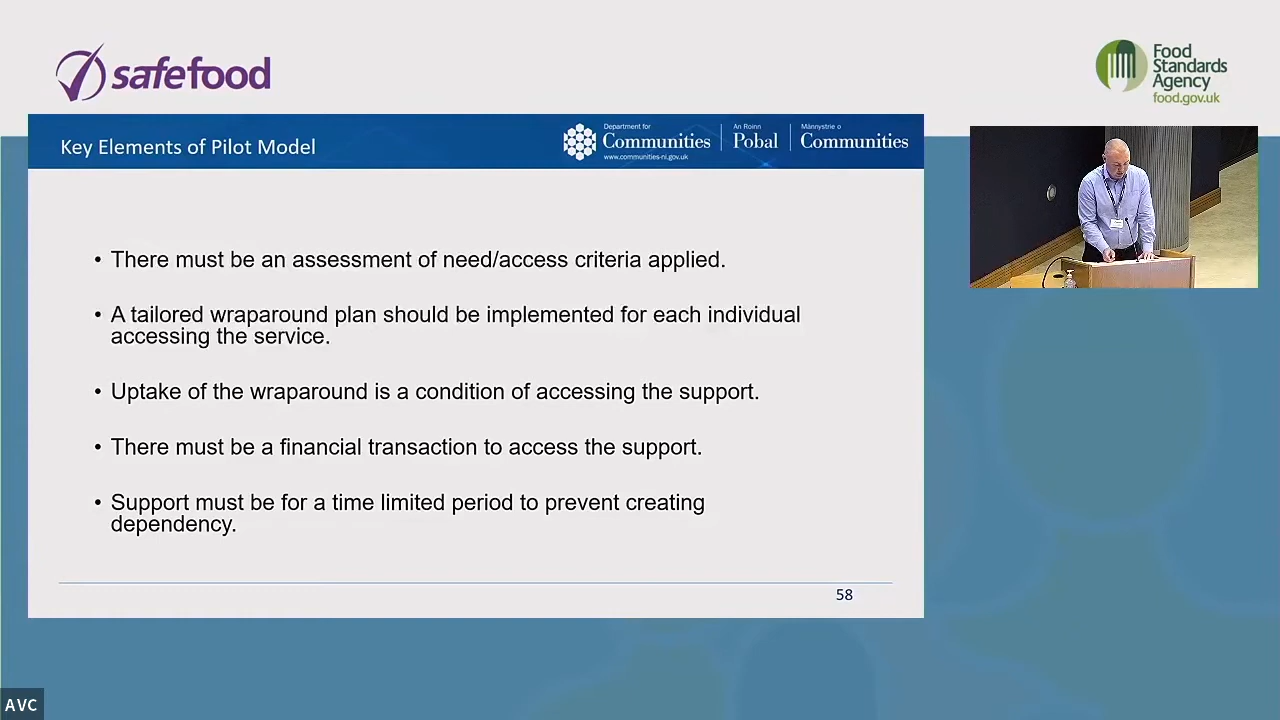 safefood
Food
Standards
Agency
food.gov.uk
Key Elements of Pilot Model
Department for
Communities
www.communities-ni.gov.uk
An Roinn
Pobal
Männystrie o
Communities
• There must be an assessment of need/access criteria applied.
• A tailored wraparound plan should be implemented for each individual
accessing the service.
• Uptake of the wraparound is a condition of accessing the support.
• There must be a financial transaction to access the support.
• Support must be for a time limited period to prevent creating
dependency.
58
AVC